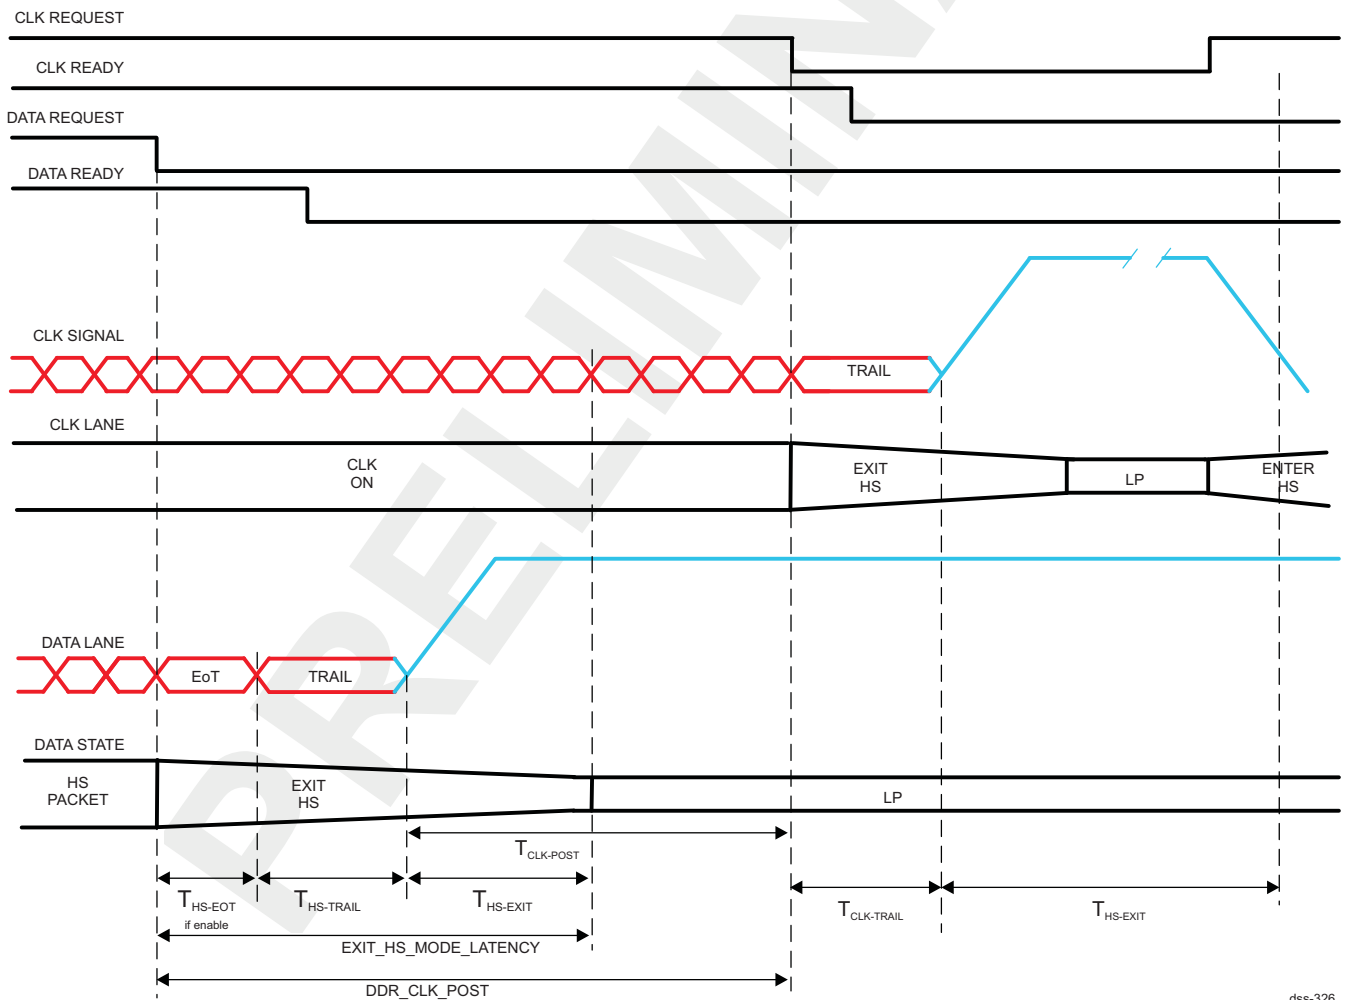 CLK REQUEST
CLK READY
DATA REQUEST
DATA READY
CLK SIGNAL
TRAIL
CLK LANE
CLK
ON
EXIT
HS
LP
ENTER
HS
DATA LANE
EoT
TRAIL
DATA STATE
HS
PACKET
EXIT
HS
LP
TCLK-POST
THS-EOT
if enable
THS-TRAIL
THS-EXIT
TCLK-TRAIL
THS-EXIT
EXIT_HS_MODE_LATENCY
DDR_CLK_POST
dss-326